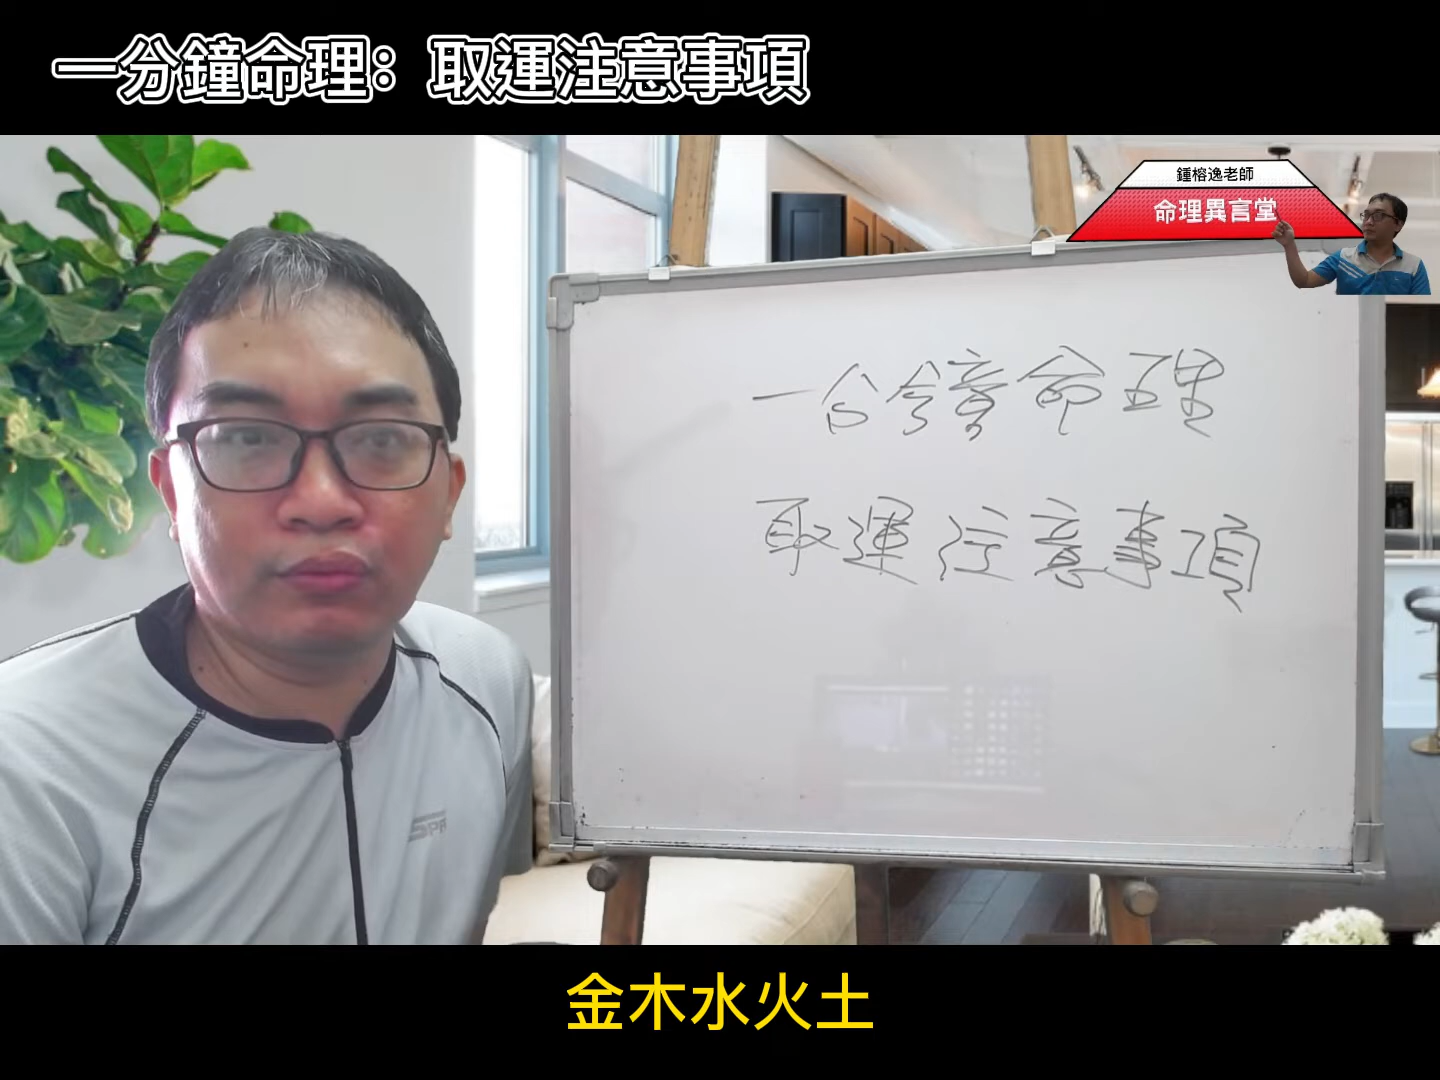 一分鐘命理：取運注意事項
鍾榕逸老師
命理異言堂
一分鐘命理
取運注意事項
SPR
金木水火土